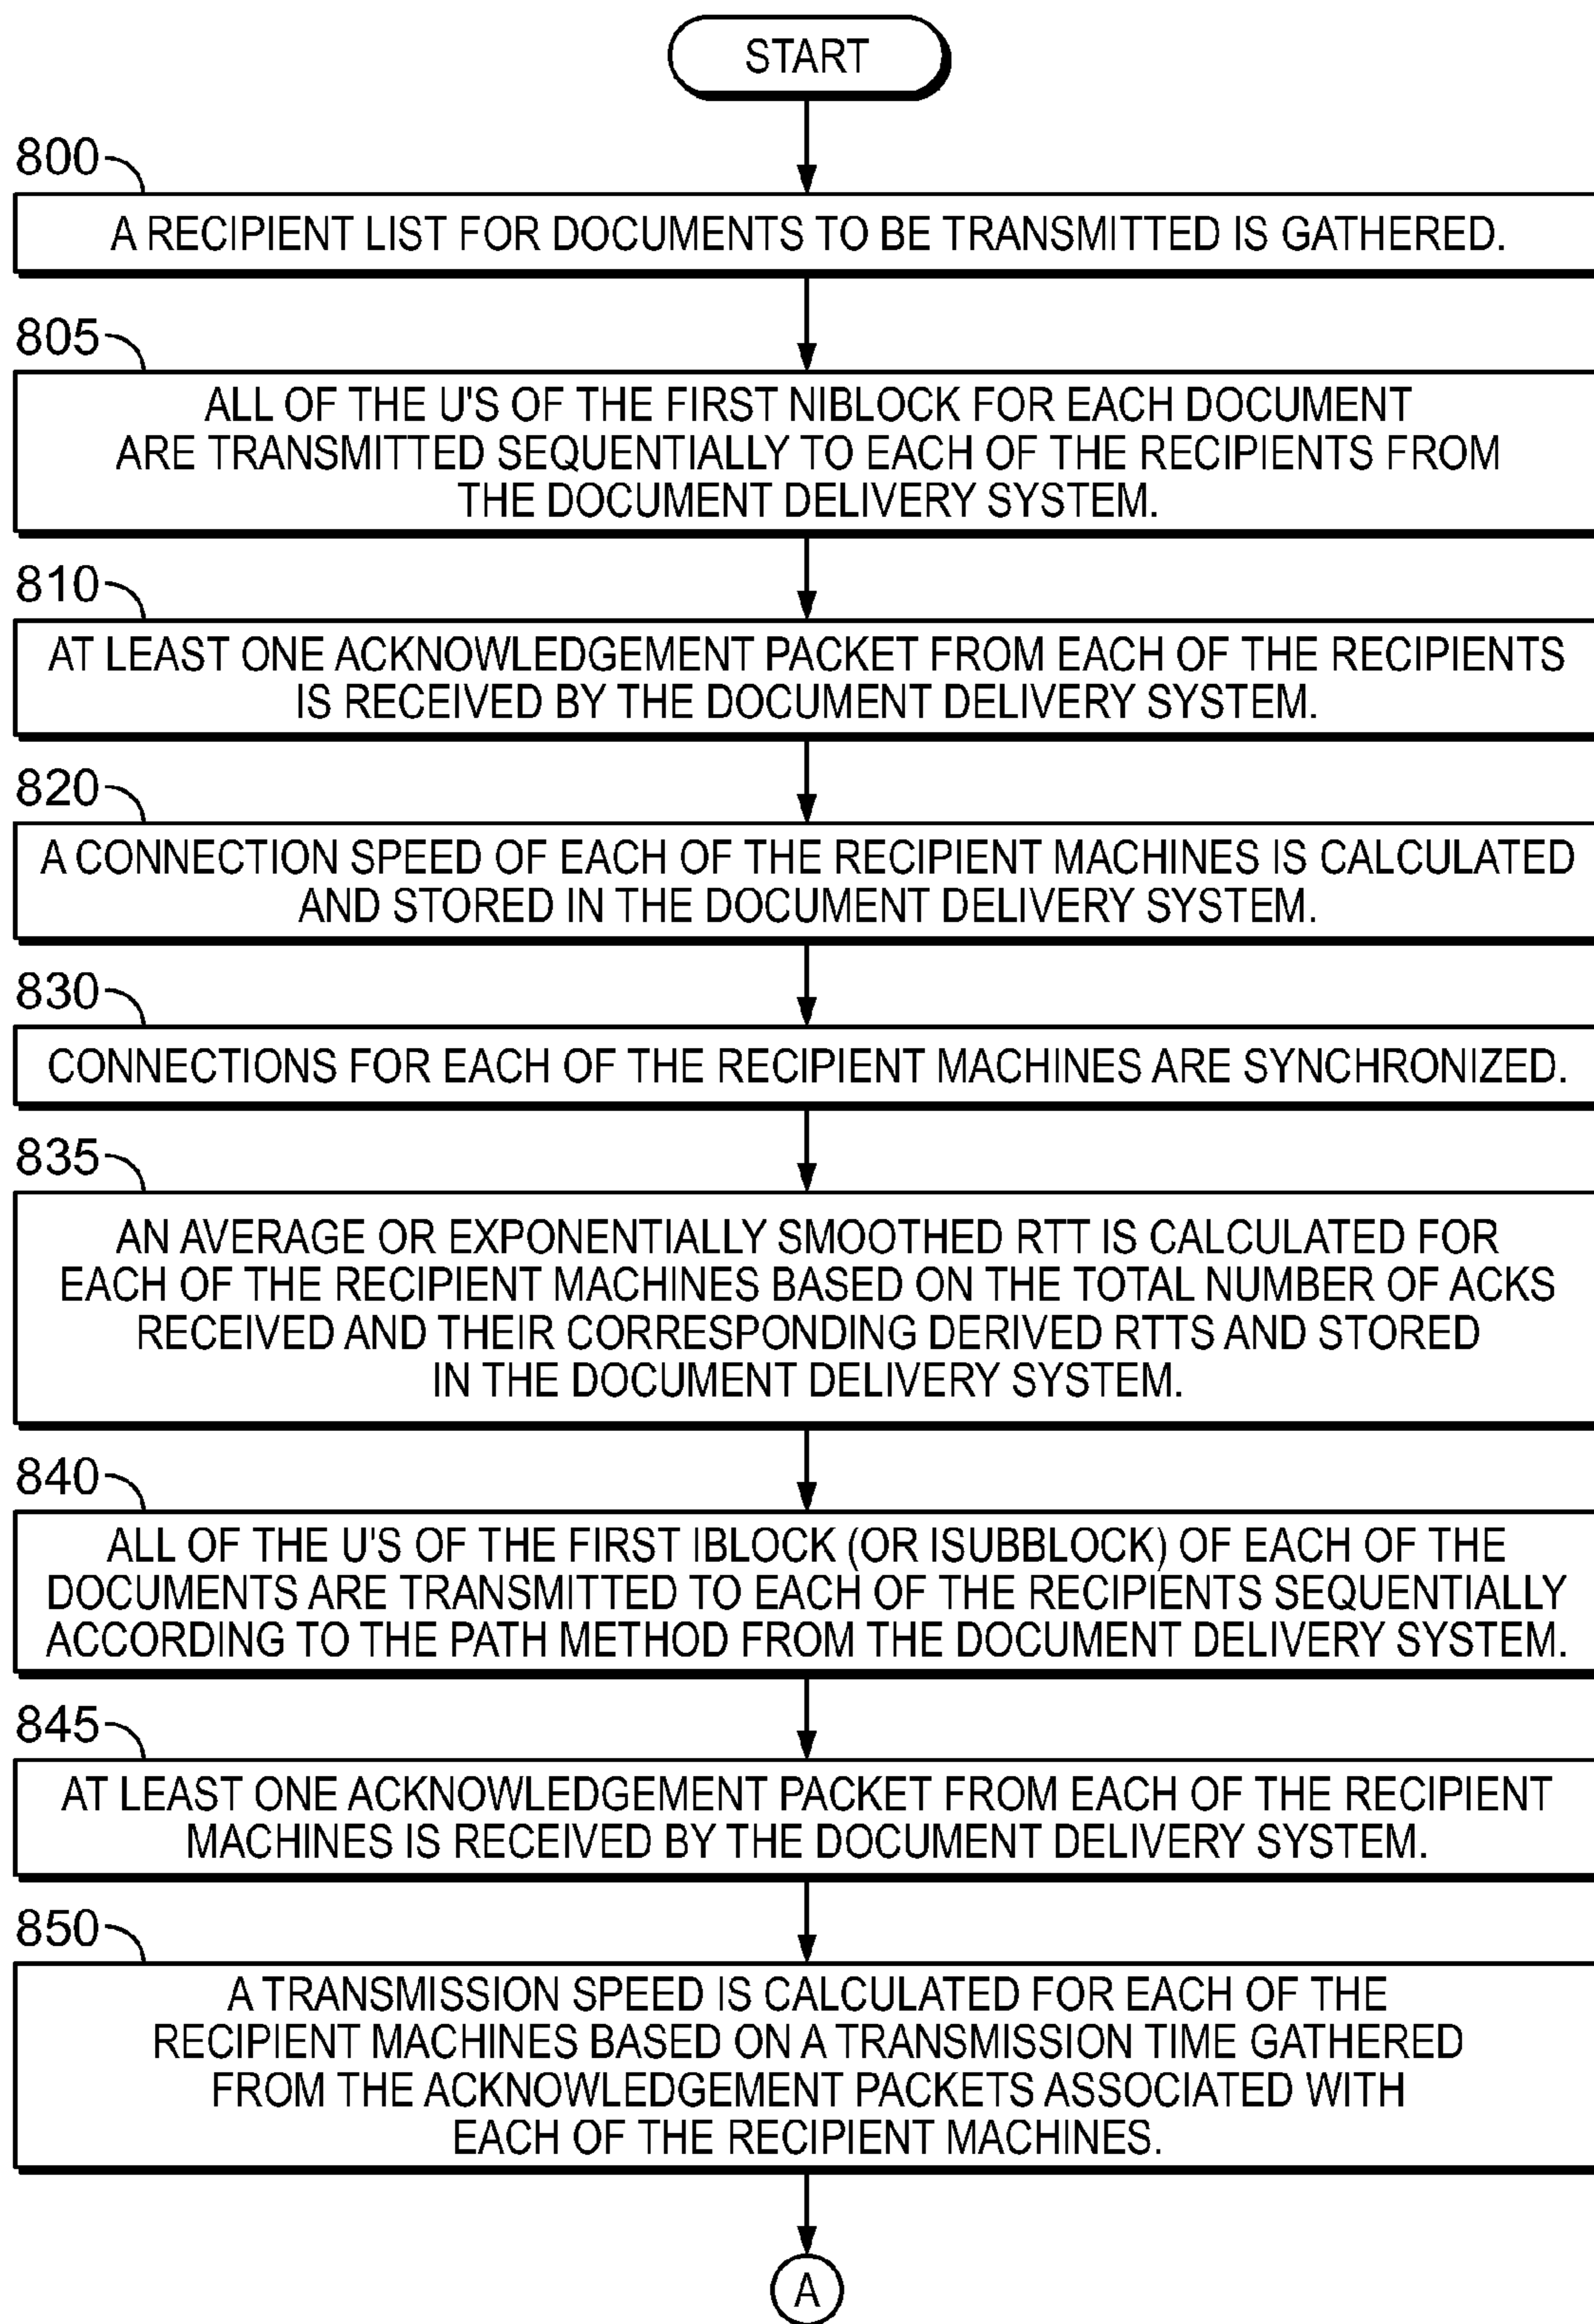 START
800
A RECIPIENT LIST FOR DOCUMENTS TO BE TRANSMITTED IS GATHERED.
805
ALL OF THE U'S OF THE FIRST NIBLOCK FOR EACH DOCUMENT
ARE TRANSMITTED SEQUENTIALLY TO EACH OF THE RECIPIENTS FROM
THE DOCUMENT DELIVERY SYSTEM.
810
AT LEAST ONE ACKNOWLEDGEMENT PACKET FROM EACH OF THE RECIPIENTS
IS RECEIVED BY THE DOCUMENT DELIVERY SYSTEM.
820
A CONNECTION SPEED OF EACH OF THE RECIPIENT MACHINES IS CALCULATED
AND STORED IN THE DOCUMENT DELIVERY SYSTEM.
830
CONNECTIONS FOR EACH OF THE RECIPIENT MACHINES ARE SYNCHRONIZED.
835
AN AVERAGE OR EXPONENTIALLY SMOOTHED RTT IS CALCULATED FOR
EACH OF THE RECIPIENT MACHINES BASED ON THE TOTAL NUMBER OF ACKS
RECEIVED AND THEIR CORRESPONDING DERIVED RTTS AND STORED
IN THE DOCUMENT DELIVERY SYSTEM.
840
ALL OF THE U'S OF THE FIRST IBLOCK (OR ISUBBLOCK) OF EACH OF THE
DOCUMENTS ARE TRANSMITTED TO EACH OF THE RECIPIENTS SEQUENTIALLY
ACCORDING TO THE PATH METHOD FROM THE DOCUMENT DELIVERY SYSTEM.
845
AT LEAST ONE ACKNOWLEDGEMENT PACKET FROM EACH OF THE RECIPIENT
MACHINES IS RECEIVED BY THE DOCUMENT DELIVERY SYSTEM.
850
A TRANSMISSION SPEED IS CALCULATED FOR EACH OF THE
RECIPIENT MACHINES BASED ON A TRANSMISSION TIME GATHERED
FROM THE ACKNOWLEDGEMENT PACKETS ASSOCIATED WITH
EACH OF THE RECIPIENT MACHINES.
A